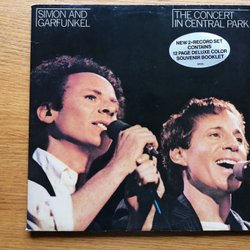 SIMON AND
GARFUNKEL
THE CONCERT
IN CENTRAL PARK
NEW 2-RECORD SET
CONTAINS
12 PAGE DELUXE COLOR
SOUVENIR BOOKLET